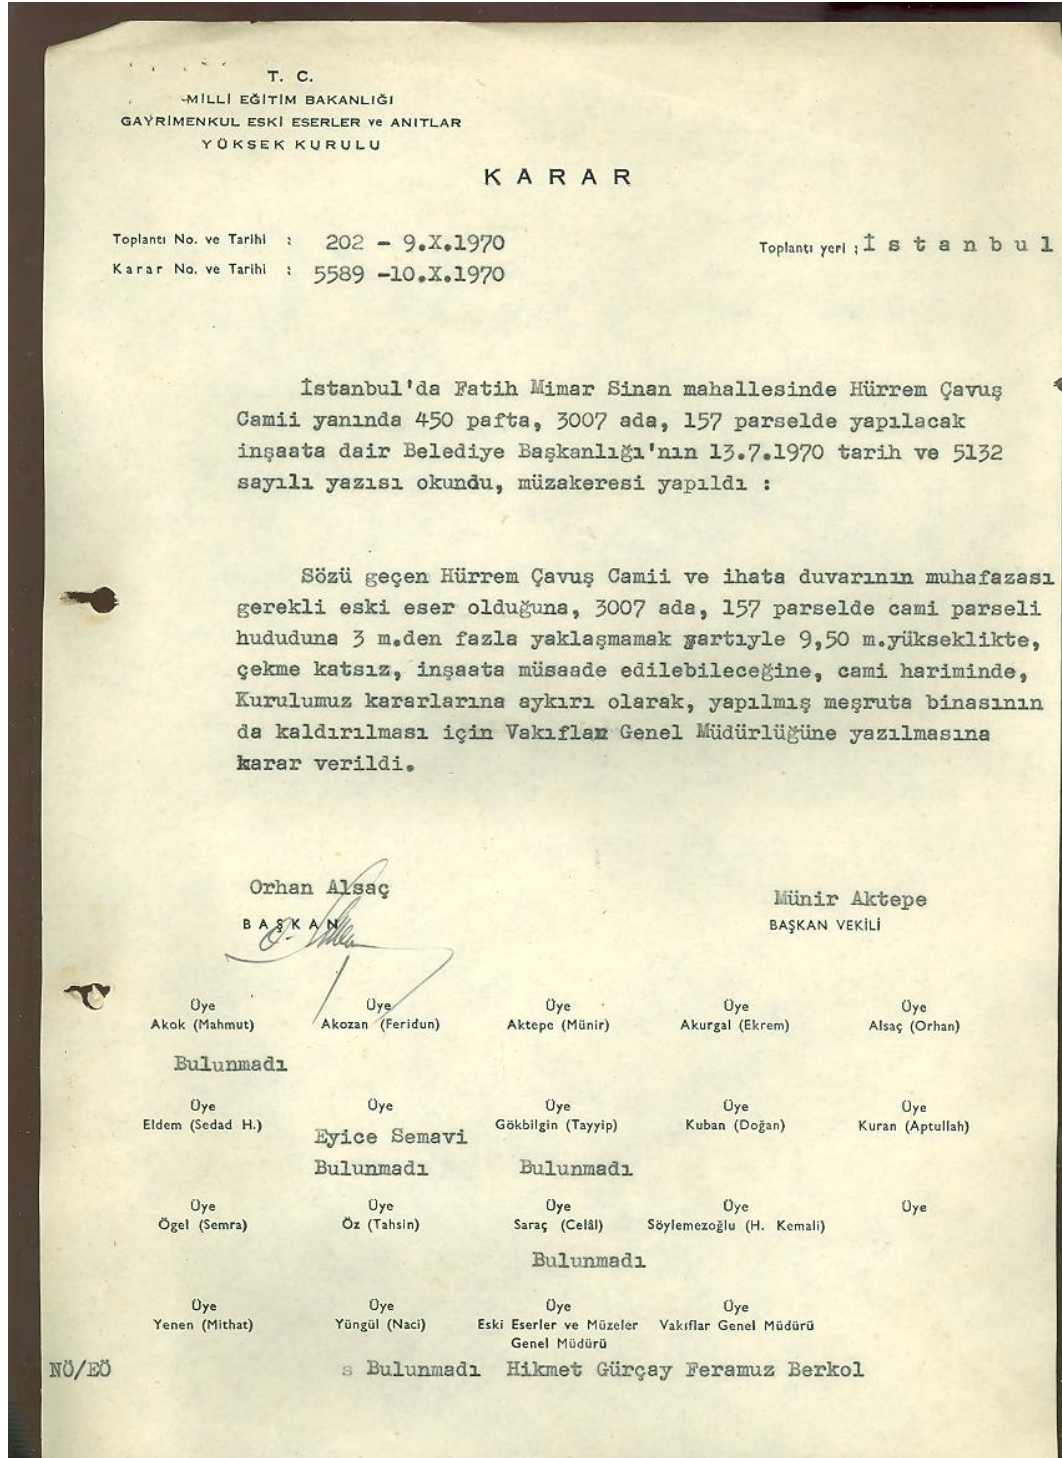 T. C.
MİLLİ EĞİTİM BAKANLIĞI
GAYRİMENKUL ESKİ ESERLER ve ANITLAR
YÜKSEK KURULU
KARAR
Toplantı No. ve Tarihi : 202 - 9.X.1970
Toplantı yeri : İstanbul
Karar No. ve Tarihi : 5589 -10.X.1970
İstanbul'da Fatih Mimar Sinan mahallesinde Hürrem Çavuş
Camii yanında 450 pafta, 3007 ada, 157 parselde yapılacak
inşaata dair Belediye Başkanlığı'nın 13.7.1970 tarih ve 5132
sayılı yazısı okundu, müzakeresi yapıldı :
Sözü geçen Hürrem Çavuş Camii ve ihata duvarının muhafazası
gerekli eski eser olduğuna, 3007 ada, 157 parselde cami parseli
hududuna 3 m.den fazla yaklaşmamak şartıyle 9,50 m.yükseklikte,
çekme katsız, inşaata müsaade edilebileceğine, cami hariminde,
Kurulumuz kararlarına aykırı olarak, yapılmış meşruta binasının
da kaldırılması için Vakıflar Genel Müdürlüğüne yazılmasına
karar verildi.
Orhan Alsaç
Münir Aktepe
BAŞKAN
BAŞKAN VEKİLİ
Üye Üye Üye Üye Üye
Akok (Mahmut) Akozan (Feridun) Aktepe (Münir) Akurgal (Ekrem) Alsaç (Orhan)
Bulunmadı
Üye Üye Üye Üye Üye
Eldem (Sedad H.) Eyice Semavi Gökbilgin (Tayyip) Kuban (Doğan) Kuran (Aptullah)
Bulunmadı Bulunmadı
Üye Üye Üye Üye Üye
Ögel (Semra) Öz (Tahsin) Saraç (Celâl) Söylemezoğlu (H. Kemali)
Bulunmadı
Üye Üye Üye Üye
Yenen (Mithat) Yüngül (Naci) Eski Eserler ve Müzeler Vakıflar Genel Müdürü
Genel Müdürü
NÖ/EÖ s Bulunmadı Hikmet Gürçay Feramuz Berkol